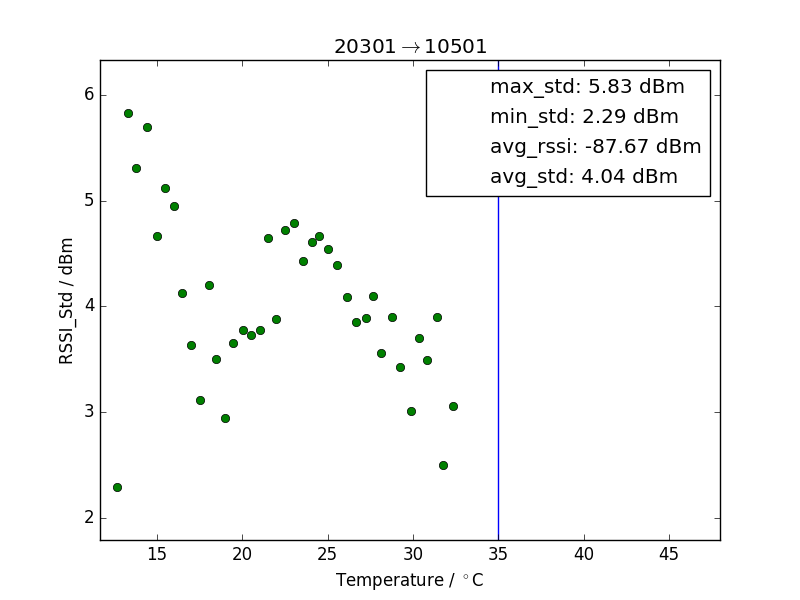 20301→10501
max_std: 5.83 dBm
min_std: 2.29 dBm
avg_rssi: -87.67 dBm
avg_std: 4.04 dBm
RSSI_Std / dBm
6
5
4
3
2
15 20 25 30 35 40 45
Temperature / °C